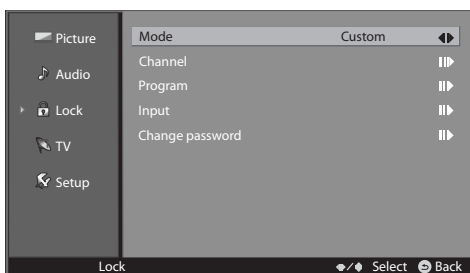 Picture
Audio
Lock
TV
Setup
Mode Custom
Channel
Program
Input
Change password
Lock Select Back